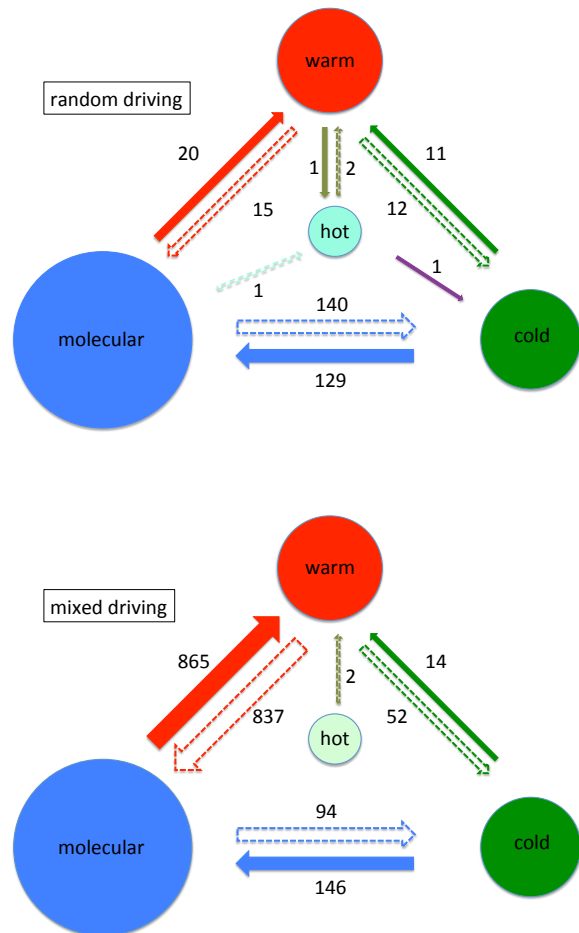 warm
random driving
20
1
2
11
15
12
hot
1
1
140
molecular
cold
129
warm
mixed driving
865
2
14
837
52
hot
94
molecular
cold
146